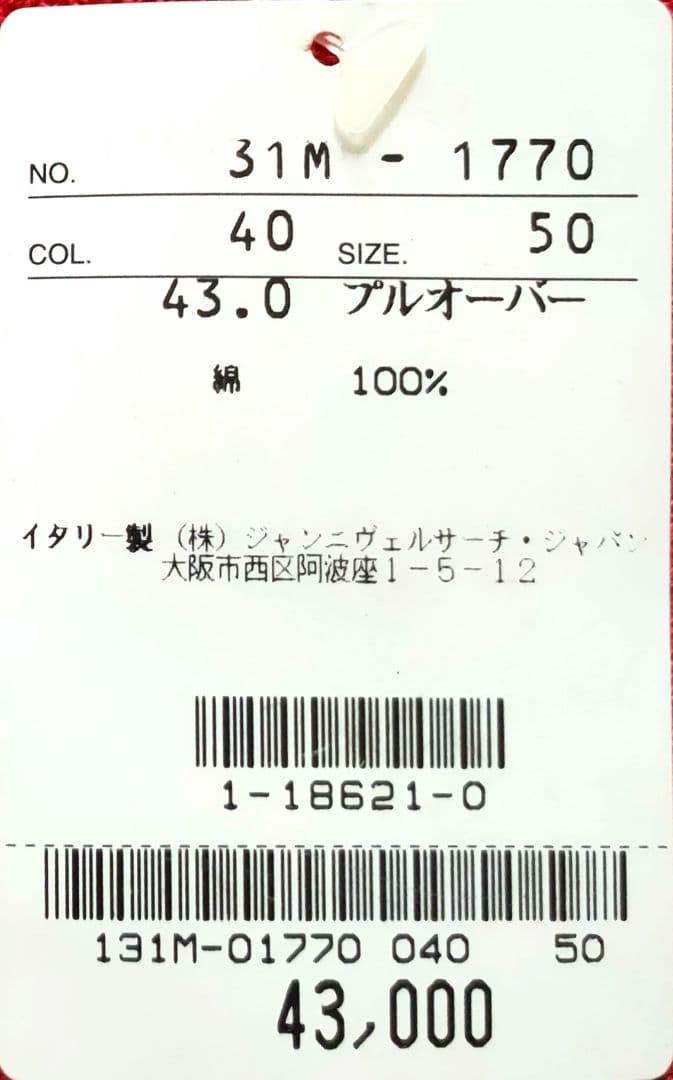 NO. 31M - 1770
COL. 40 SIZE. 50
43.0 プルオーバー
綿 100%
イタリー製 (株) ジャンニヴェルサーチ・ジャパン
大阪市西区阿波座1-5-12
1-18621-0
131M-01770 040 50
43,000